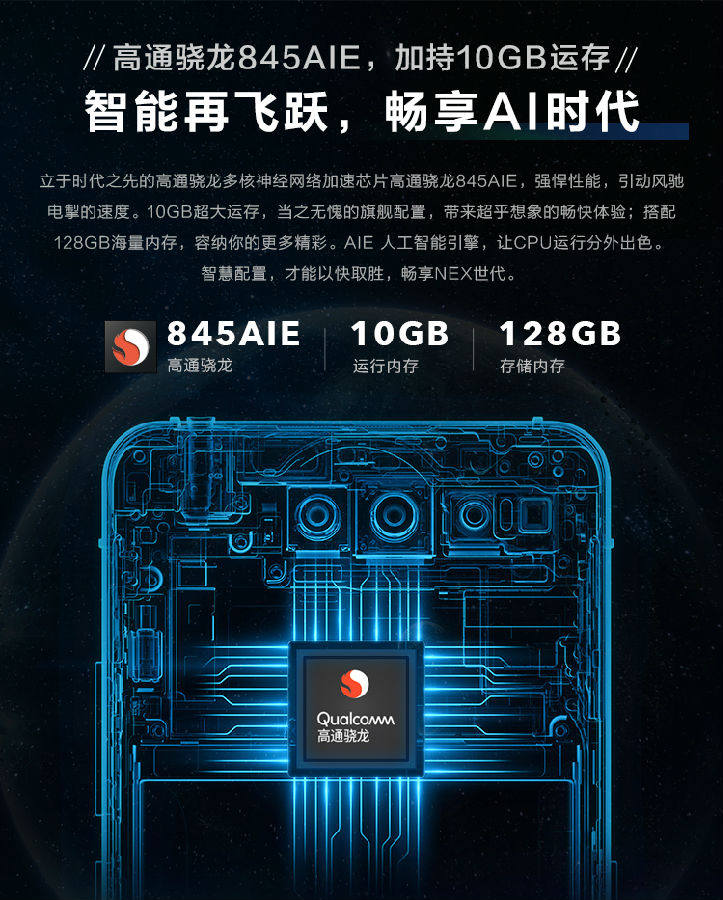 //高通骁龙845AIE，加持10GB运存//
智能再飞跃，畅享AI时代
立于时代之先的高通骁龙多核神经网络加速芯片高通骁龙845AIE，强悍性能，引动风驰
电掣的速度。10GB超大运存，当之无愧的旗舰配置，带来超乎想象的畅快体验；搭配
128GB海量内存，容纳你的更多精彩。AIE 人工智能引擎，让CPU运行分外出色。
智慧配置，才能以快取胜，畅享NEX世代。
845AIE
高通骁龙
10GB
运行内存
128GB
存储内存
Qualcomm
高通骁龙